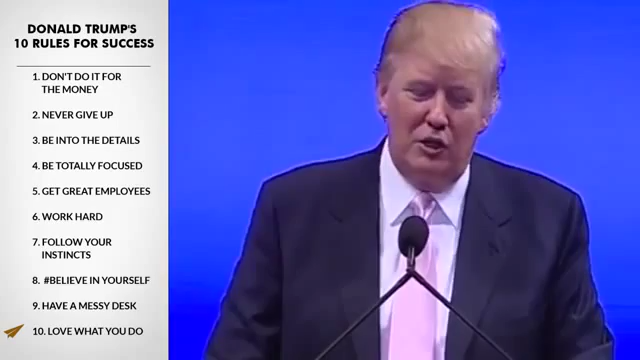 DONALD TRUMP'S
10 RULES FOR SUCCESS
1. DON'T DO IT FOR
THE MONEY
2. NEVER GIVE UP
3. BE INTO THE DETAILS
4. BE TOTALLY FOCUSED
5. GET GREAT EMPLOYEES
6. WORK HARD
7. FOLLOW YOUR
INSTINCTS
8. #BELIEVE IN YOURSELF
9. HAVE A MESSY DESK
10. LOVE WHAT YOU DO